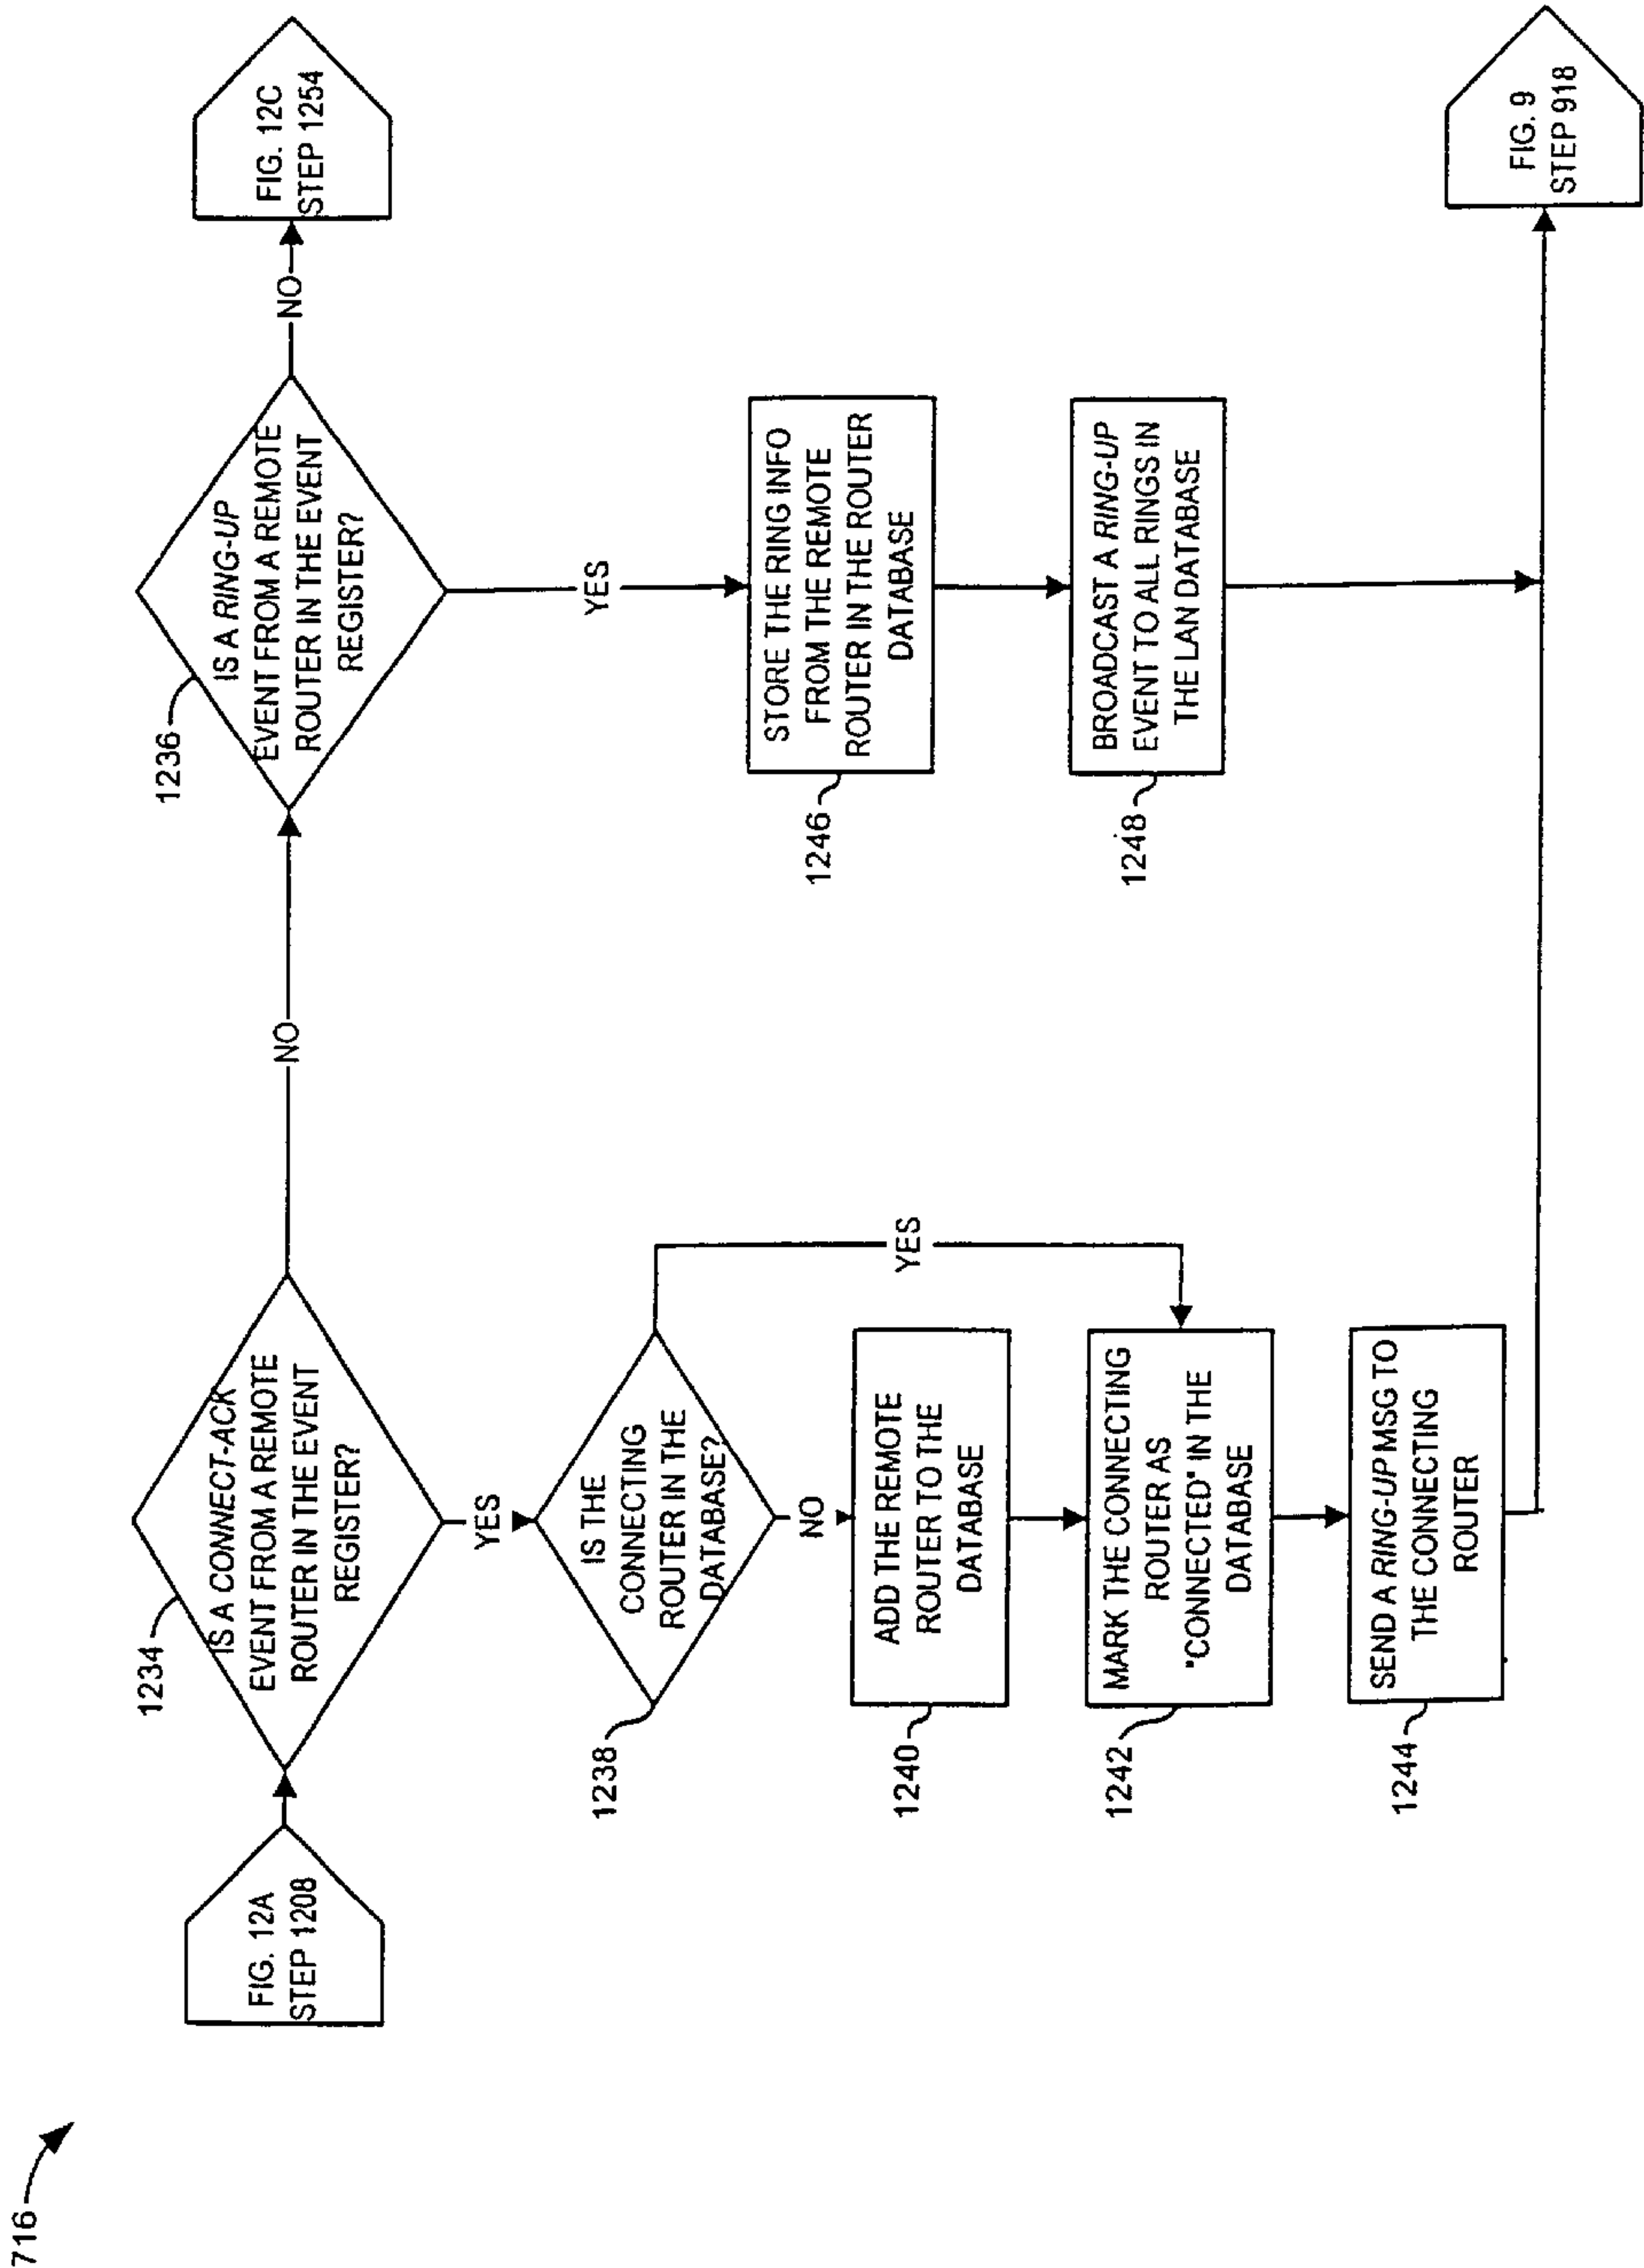 716
FIG. 12A
STEP 1208
1234
IS A CONNECT-ACK
EVENT FROM A REMOTE
ROUTER IN THE EVENT
REGISTER?
NO
1236
IS A RING-UP
EVENT FROM A REMOTE
ROUTER IN THE EVENT
REGISTER?
NO
FIG. 12C
STEP 1254
YES
1238
IS THE
CONNECTING
ROUTER IN THE
DATABASE?
YES
NO
1240
ADD THE REMOTE
ROUTER TO THE
DATABASE
1242
MARK THE CONNECTING
ROUTER AS
"CONNECTED" IN THE
DATABASE
1244
SEND A RING-UP MSG TO
THE CONNECTING
ROUTER
YES
1246
STORE THE RING INFO
FROM THE REMOTE
ROUTER IN THE ROUTER
DATABASE
1248
BROADCAST A RING-UP
EVENT TO ALL RINGS IN
THE LAN DATABASE
FIG. 9
STEP 918